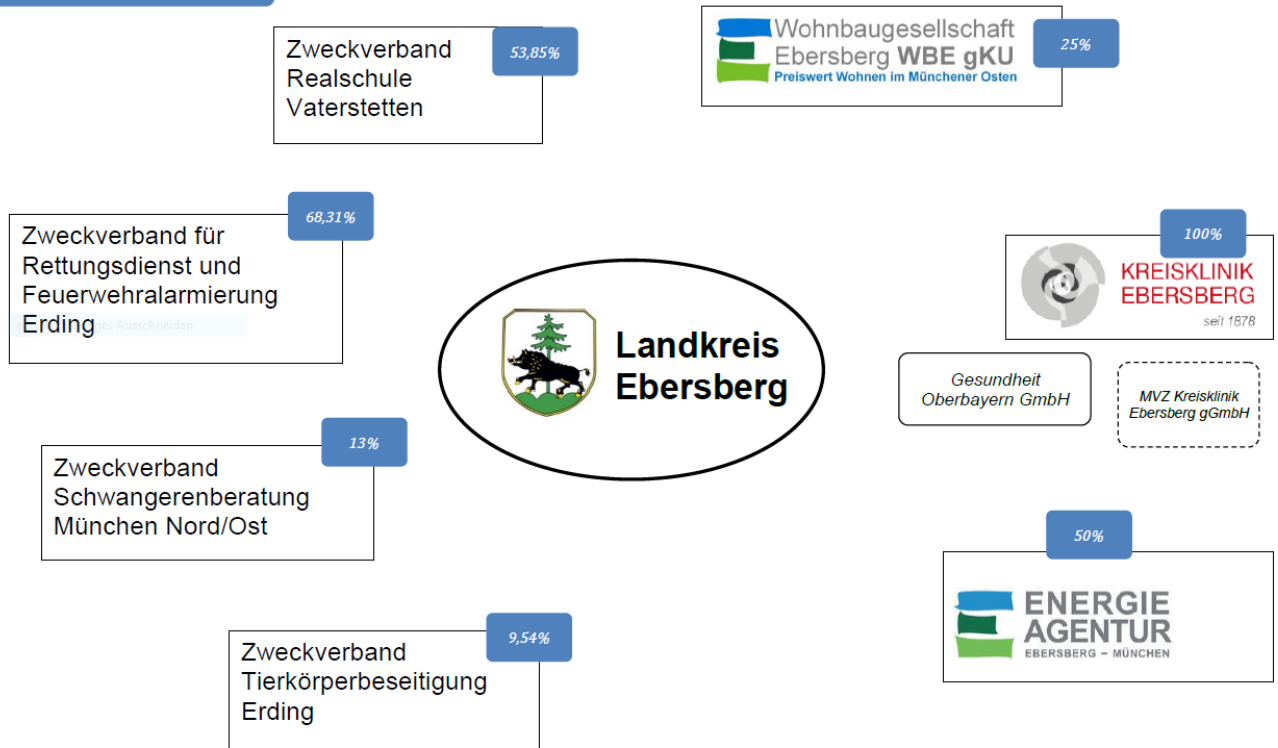 Zweckverband
Realschule
Vaterstetten
53,85%
Wohnbaugesellschaft
Ebersberg WBE gKU
Preiswert Wohnen im Münchener Osten
25%
Zweckverband für
Rettungsdienst und
Feuerwehralarmierung
Erding
68,31%
ges Ausschneiden
Landkreis
Ebersberg
100%
KREISKLINIK
EBERSBERG
seit 1878
Gesundheit
Oberbayern GmbH
MVZ Kreisklinik
Ebersberg gGmbH
Zweckverband
Schwangerenberatung
München Nord/Ost
13%
50%
ENERGIE
AGENTUR
EBERSBERG – MÜNCHEN
Zweckverband
Tierkörperbeseitigung
Erding
9,54%